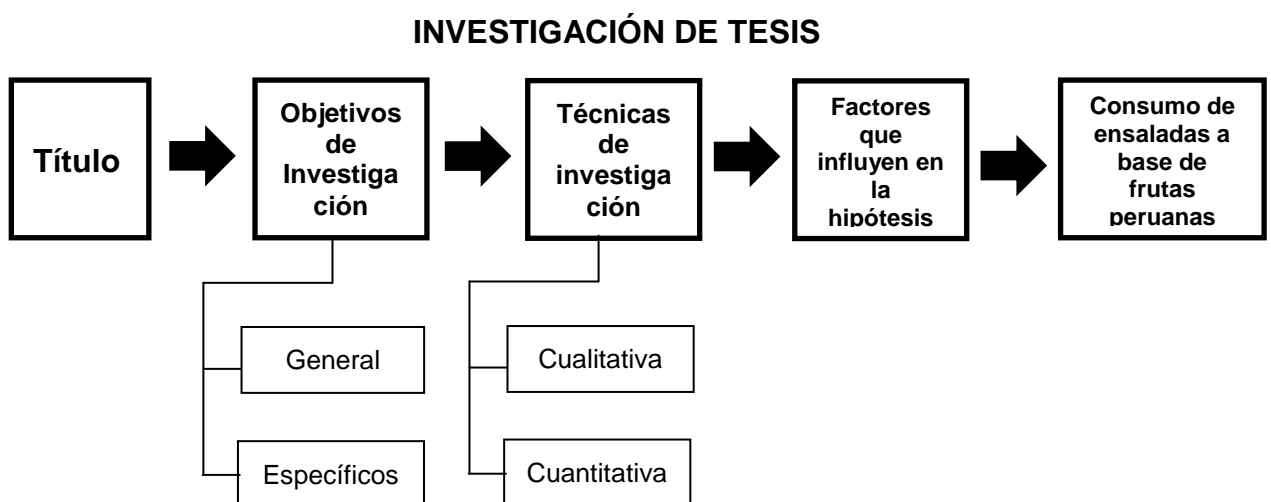 INVESTIGACIÓN DE TESIS
Título
Objetivos
de
Investiga
ción
Técnicas
de
investiga
ción
Factores
que
influyen en
la
hipótesis
Consumo de
ensaladas a
base de
frutas
peruanas
General
Específicos
Cualitativa
Cuantitativa